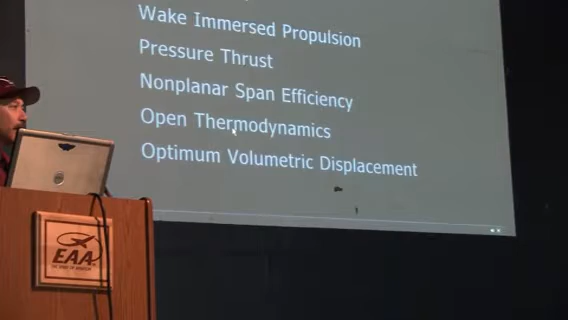 Wake Immersed Propulsion
Pressure Thrust
Nonplanar Span Efficiency
Open Thermodynamics
Optimum Volumetric Displacement
EAA